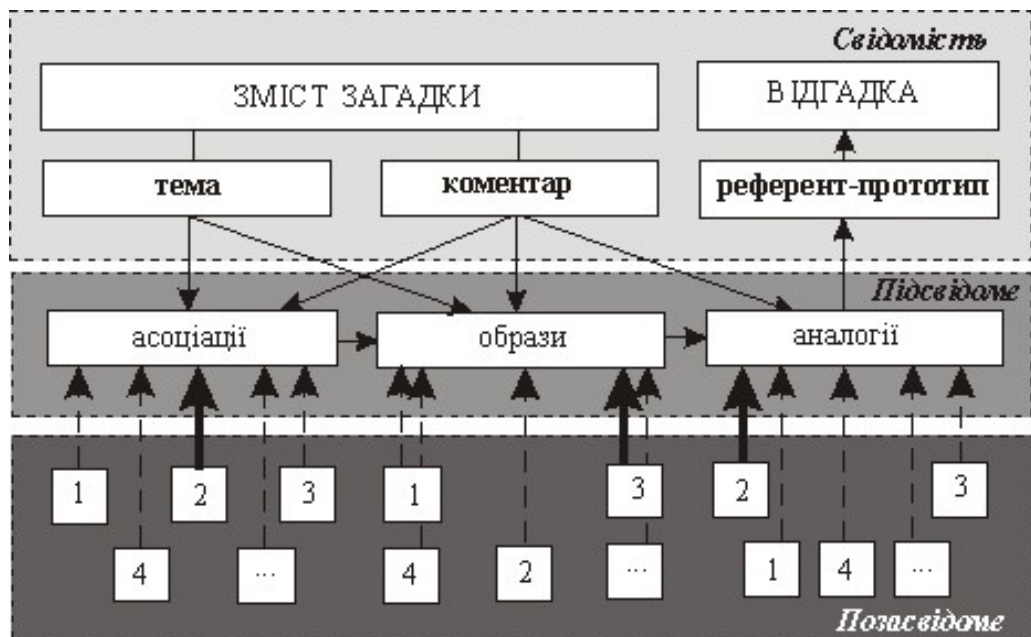 Свідомість
ЗМІСТ ЗАГАДКИ
ВІДГАДКА
тема
коментар
референт-прототип
Підсвідоме
асоціації
образи
аналогії
1
2
3
1
3
2
3
4
...
4
2
...
1
4
...
Позасвідоме